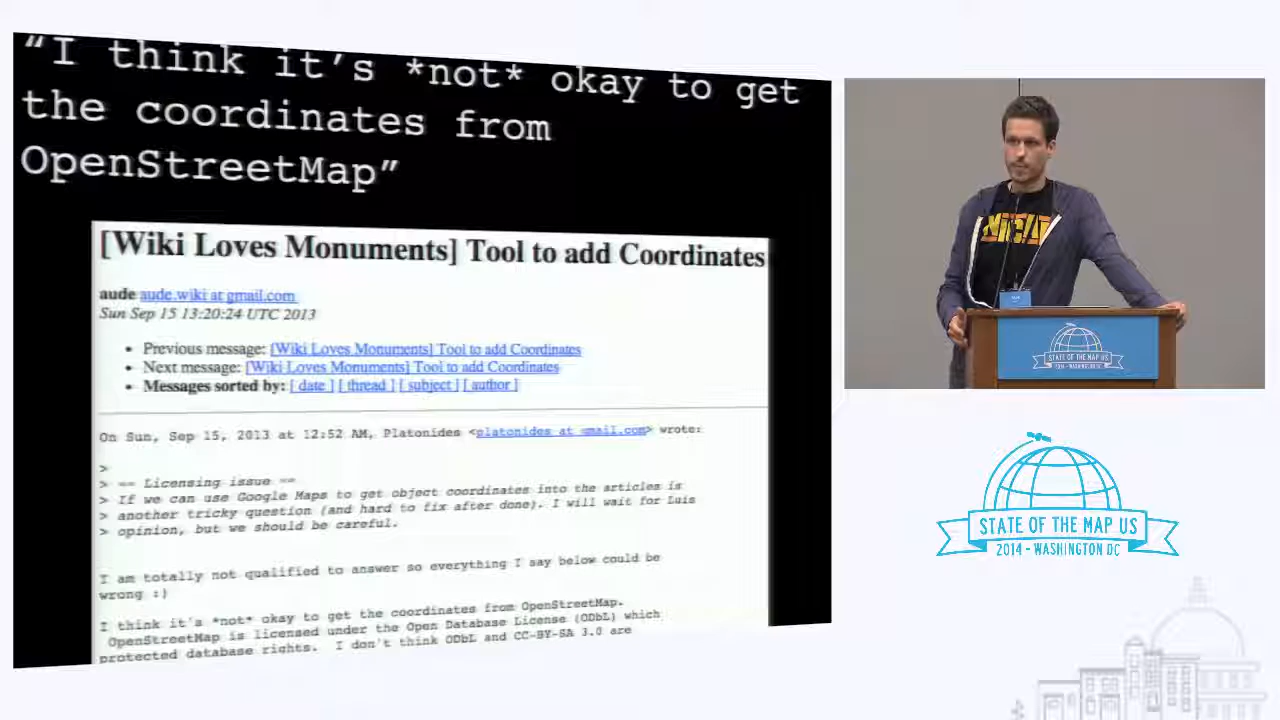 “I think it’s *not* okay to get
the coordinates from
OpenStreetMap”
[Wiki Loves Monuments] Tool to add Coordinates
aude aude.wiki at gmail.com
Sun Sep 15 13:20:24 UTC 2013
• Previous message: [Wiki Loves Monuments] Tool to add Coordinates
• Next message: [Wiki Loves Monuments] Tool to add Coordinates
• Messages sorted by: [ date ] [ thread ] [ subject ] [ author ]
On Sun, Sep 15, 2013 at 12:52 AM, Platonides <platonides at gmail.com> wrote:
>
> == Licensing issue ==
> If we can use Google Maps to get object coordinates into the articles is
> another tricky question (and hard to fix after done). I will wait for Luis
> opinion, but we should be careful.
I am totally not qualified to answer so everything I say below could be
wrong :)
I think it's *not* okay to get the coordinates from OpenStreetMap.
OpenStreetMap is licensed under the Open Database License (ODbL) which
protected database rights. I don't think ODbL and CC-BY-SA 3.0 are
STATE OF THE MAP US
2014 - WASHINGTON DC
STATE OF THE MAP US
2014 - WASHINGTON DC